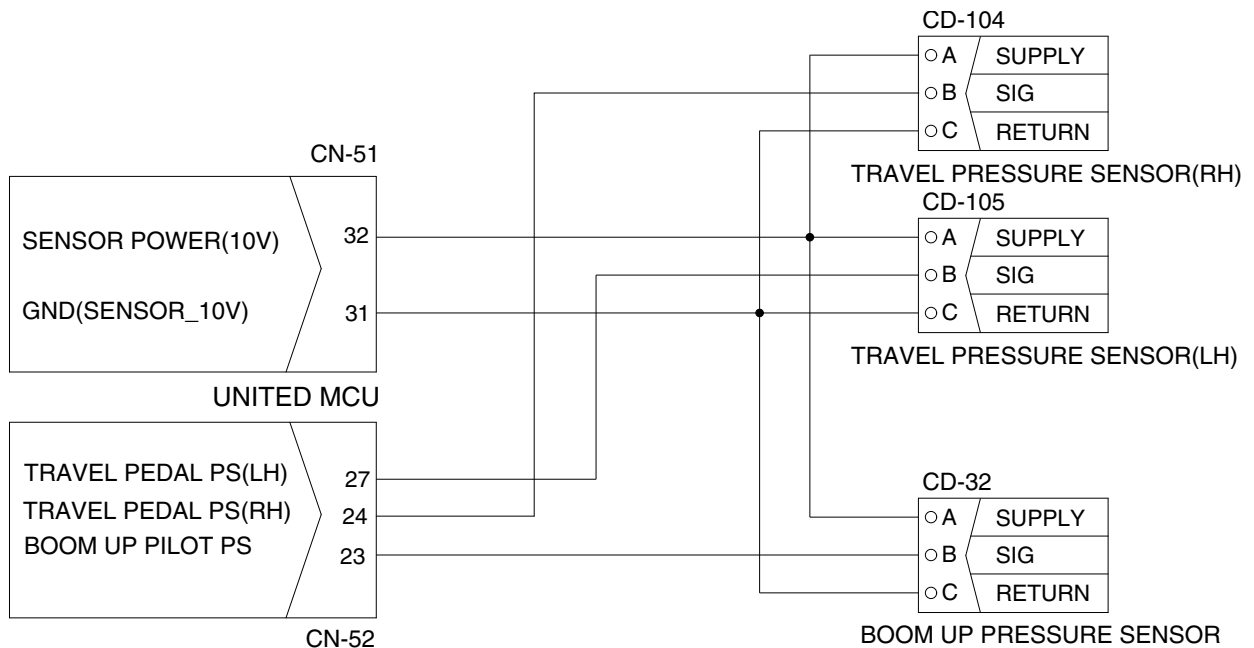 CD-104
A SUPPLY
B SIG
C RETURN
TRAVEL PRESSURE SENSOR(RH)
CN-51
SENSOR POWER(10V) 32
GND(SENSOR_10V) 31
UNITED MCU
CD-105
A SUPPLY
B SIG
C RETURN
TRAVEL PRESSURE SENSOR(LH)
TRAVEL PEDAL PS(LH) 27
TRAVEL PEDAL PS(RH) 24
BOOM UP PILOT PS 23
CN-52
CD-32
A SUPPLY
B SIG
C RETURN
BOOM UP PRESSURE SENSOR